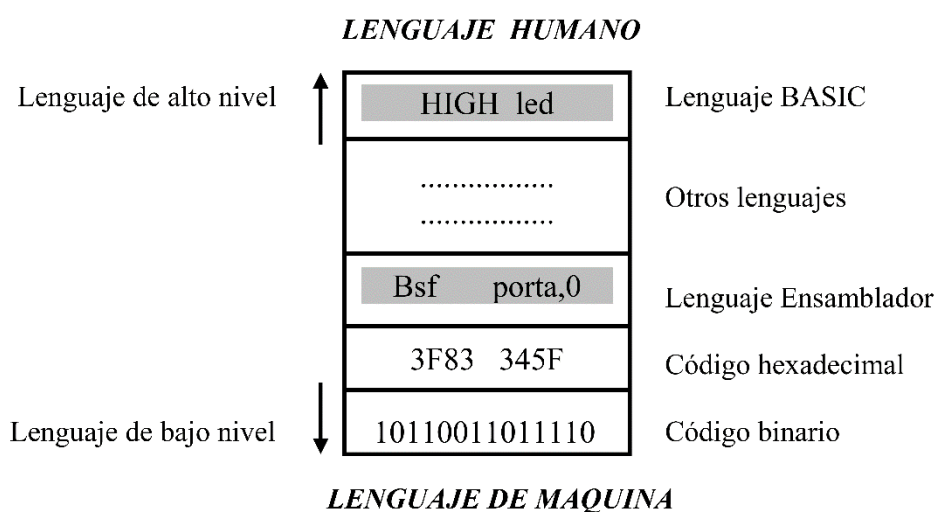 LENGUAJE HUMANO
Lenguaje de alto nivel
HIGH led
Lenguaje BASIC
.................
.................
Otros lenguajes
Bsf porta,0
Lenguaje Ensamblador
3F83 345F
Código hexadecimal
Lenguaje de bajo nivel
10110011011110
Código binario
LENGUAJE DE MAQUINA